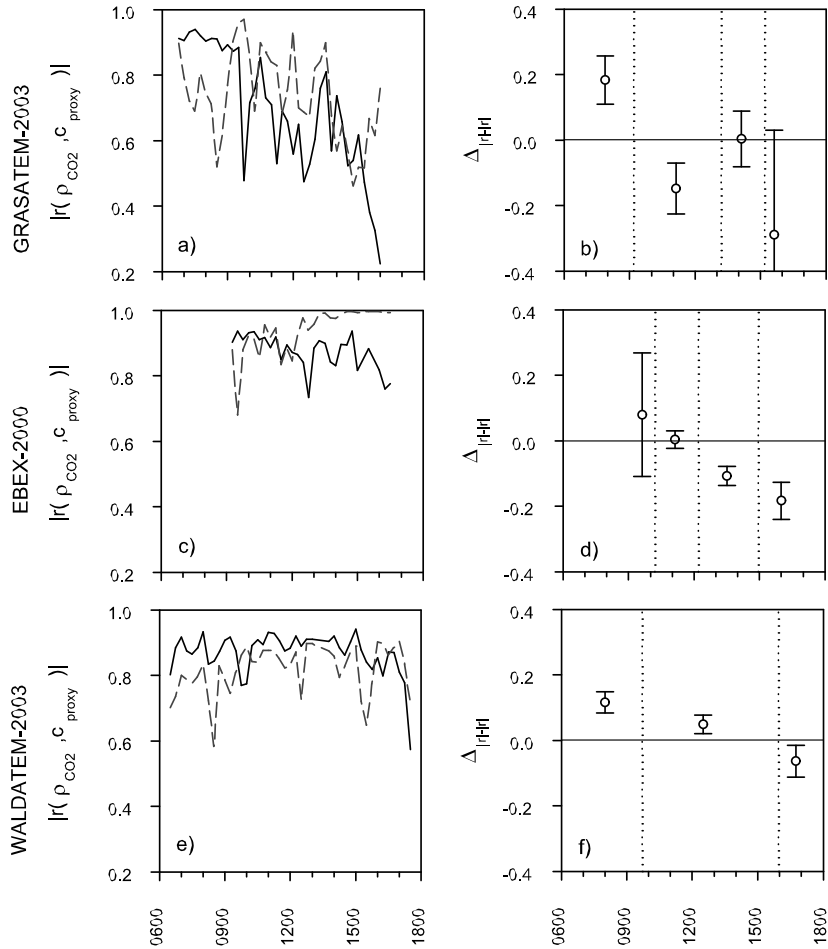 GRASATEM-2003
|r( ρCO2 , c proxy )|
1.0
0.8
0.6
0.4
0.2
a)
Δ|r|-|r|
0.4
0.2
0.0
-0.2
-0.4
b)
EBEX-2000
|r( ρCO2 , c proxy )|
1.0
0.8
0.6
0.4
0.2
c)
Δ|r|-|r|
0.4
0.2
0.0
-0.2
-0.4
d)
WALDATEM-2003
|r( ρCO2 , c proxy )|
1.0
0.8
0.6
0.4
0.2
e)
Δ|r|-|r|
0.4
0.2
0.0
-0.2
-0.4
f)
0600 0900 1200 1500 1800
0600 0900 1200 1500 1800